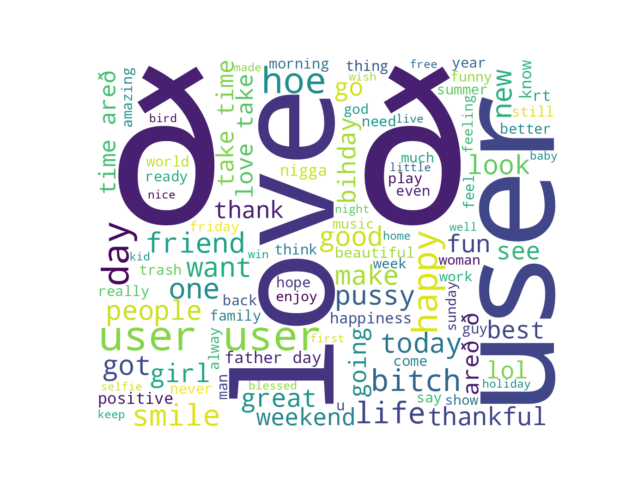 ð
love
ð
user
user user
hoe
go
morning
thing
free
year
made
wish
funny
summer
know
new
rt
still
amazing
time areð
take time
love take
god
need
live
better
feeling
bird
world
ready
nice
nigga
bihday
much
little
play
even
look
baby
feel
thank
night
music
home
well
friday
friend
day
kid
win
think
good
beautiful
happy
fun
see
trash
want
week
woman
work
really
one
back
hope
enjoy
make
pussy
sunday
people
family
happiness
guy
best
first
alway
going
today
areð ð
got
girl
father day
come
lol
selfie
never
man
blessed
bitch
holiday
positive
great
u
say
show
keep
smile
weekend
life
thankful